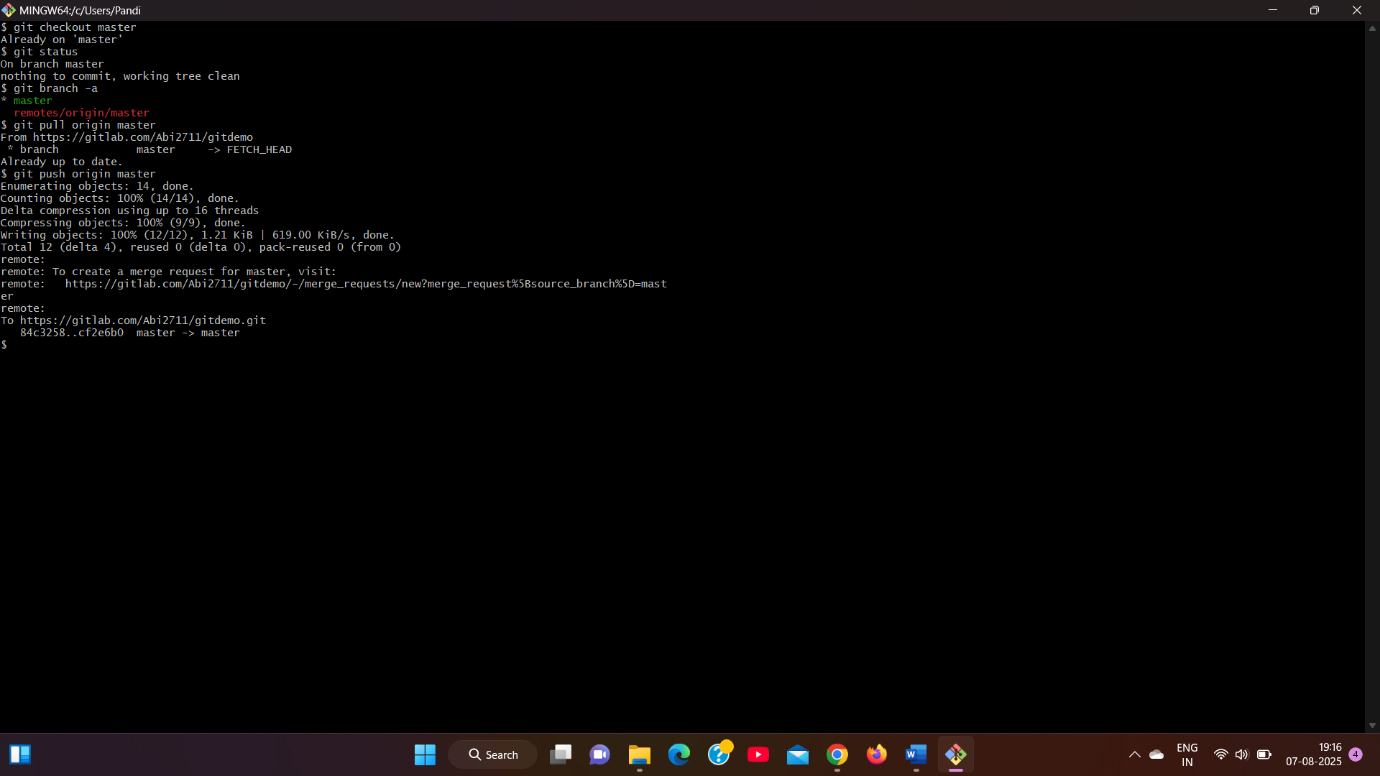 MINGW64:/c/Users/Pandi
$ git checkout master
Already on 'master'
$ git status
On branch master
nothing to commit, working tree clean
$ git branch -a
* master
  remotes/origin/master
$ git pull origin master
From https://gitlab.com/Abi2711/gitdemo
 * branch            master     -> FETCH_HEAD
Already up to date.
$ git push origin master
Enumerating objects: 14, done.
Counting objects: 100% (14/14), done.
Delta compression using up to 16 threads
Compressing objects: 100% (9/9), done.
Writing objects: 100% (12/12), 1.21 KiB | 619.00 KiB/s, done.
Total 12 (delta 4), reused 0 (delta 0), pack-reused 0 (from 0)
remote:
remote: To create a merge request for master, visit:
remote:   https://gitlab.com/Abi2711/gitdemo/-/merge_requests/new?merge_request%5Bsource_branch%5D=mast
er
remote:
To https://gitlab.com/Abi2711/gitdemo.git
   84c3258..cf2e6b0  master -> master
$
Search
ENG
IN
19:16
07-08-2025
4